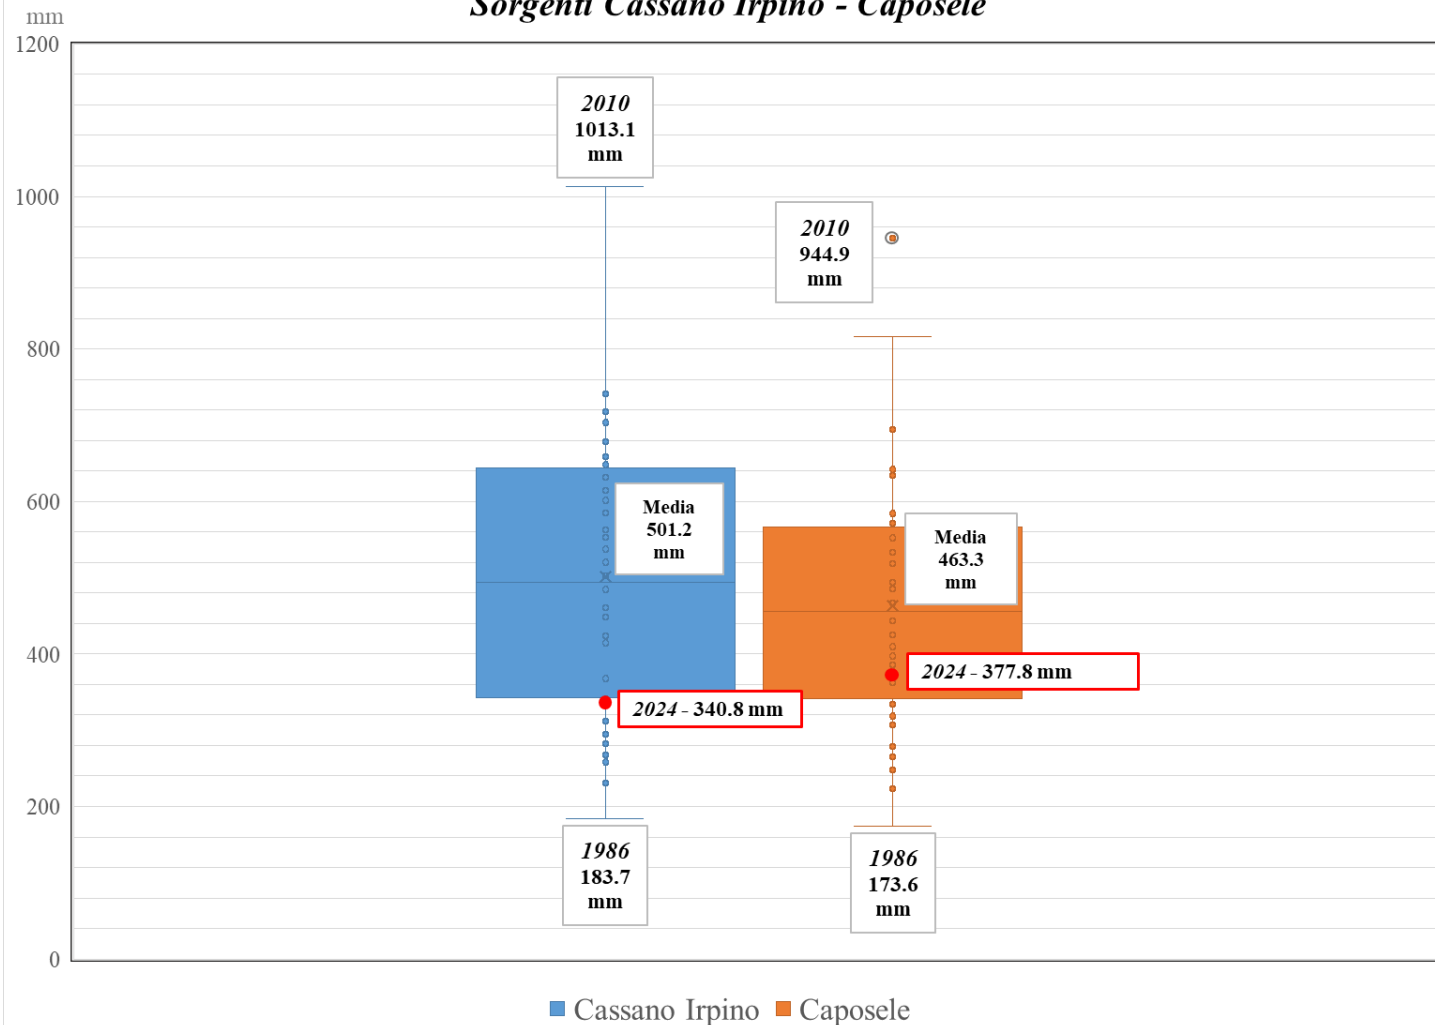 Sorgenti Cassano Irpino - Caposele
mm
1200
1000
800
600
400
200
0
2010
1013.1
mm
2010
944.9
mm
Media
501.2
mm
Media
463.3
mm
2024 - 377.8 mm
2024 - 340.8 mm
1986
183.7
mm
1986
173.6
mm
Cassano Irpino
Caposele